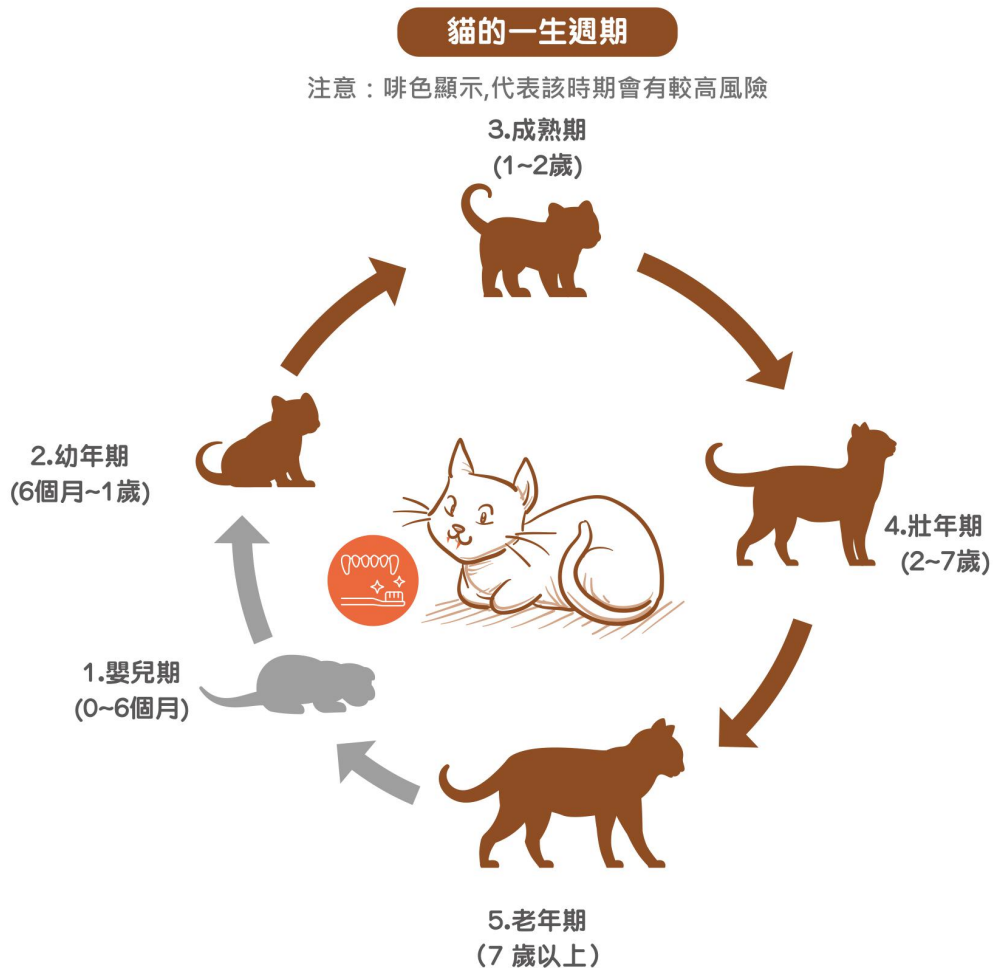 貓的一生週期
注意：啡色顯示,代表該時期會有較高風險
3.成熟期
(1~2歲)
2.幼年期
(6個月~1歲)
4.壯年期
(2~7歲)
1.嬰兒期
(0~6個月)
5.老年期
(7 歲以上)